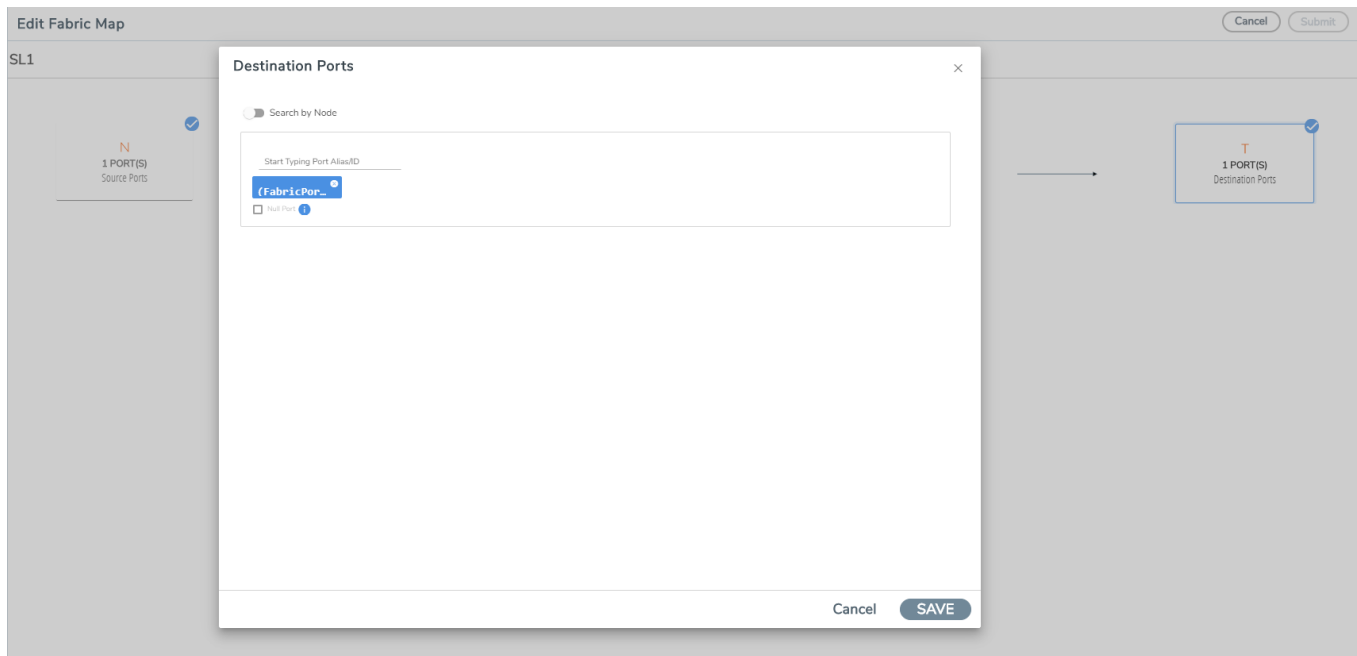 Edit Fabric Map
Cancel
Submit
SL1
Destination Ports
×
Search by Node
N
1 PORT(S)
Source Ports
Start Typing Port Alias/ID
(FabricPor…
Null Port
i
T
1 PORT(S)
Destination Ports
Cancel
SAVE